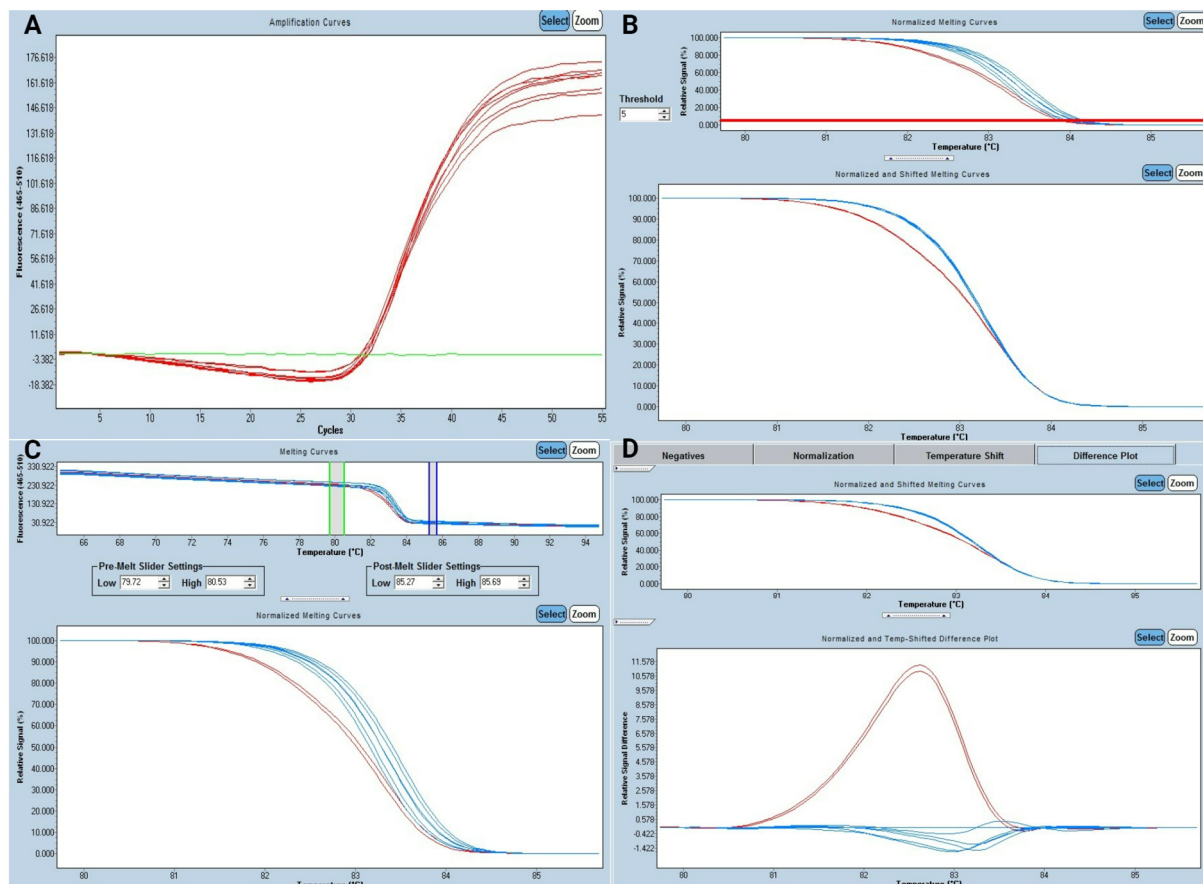 A
Amplification Curves
Select Zoom
Fluorescence (465-510)
176.618
161.618
146.618
131.618
116.618
101.618
86.618
71.618
56.618
41.618
26.618
11.618
-3.382
-18.382
5 10 15 20 25 30 35 40 45 50 55
Cycles
B
Normalized Melting Curves
Select Zoom
Threshold
5
Relative Signal (%)
100.000
80.000
60.000
40.000
20.000
0.000
80 81 82 83 84 85
Temperature (°C)
Normalized and Shifted Melting Curves
Select Zoom
Relative Signal (%)
100.000
90.000
80.000
70.000
60.000
50.000
40.000
30.000
20.000
10.000
0.000
80 81 82 83 84 85
Temperature (°C)
C
Melting Curves
Select Zoom
Fluorescence (465-510)
330.922
230.922
130.922
30.922
66 68 70 72 74 76 78 80 82 84 86 88 90 92 94
Temperature (°C)
Pre-Melt Slider Settings
Low 79.72 High 80.53
Post-Melt Slider Settings
Low 85.27 High 85.69
Normalized Melting Curves
Select Zoom
Relative Signal (%)
100.000
90.000
80.000
70.000
60.000
50.000
40.000
30.000
20.000
10.000
0.000
80 81 82 83 84 85
Temperature (°C)
D
Negatives Normalization Temperature Shift Difference Plot
Normalized and Shifted Melting Curves
Select Zoom
Relative Signal (%)
100.000
80.000
60.000
40.000
20.000
0.000
80 81 82 83 84 85
Temperature (°C)
Normalized and Temp-Shifted Difference Plot
Select Zoom
Relative Signal Difference
11.578
10.578
9.578
8.578
7.578
6.578
5.578
4.578
3.578
2.578
1.578
0.578
-0.422
-1.422
80 81 82 83 84 85
Temperature (°C)